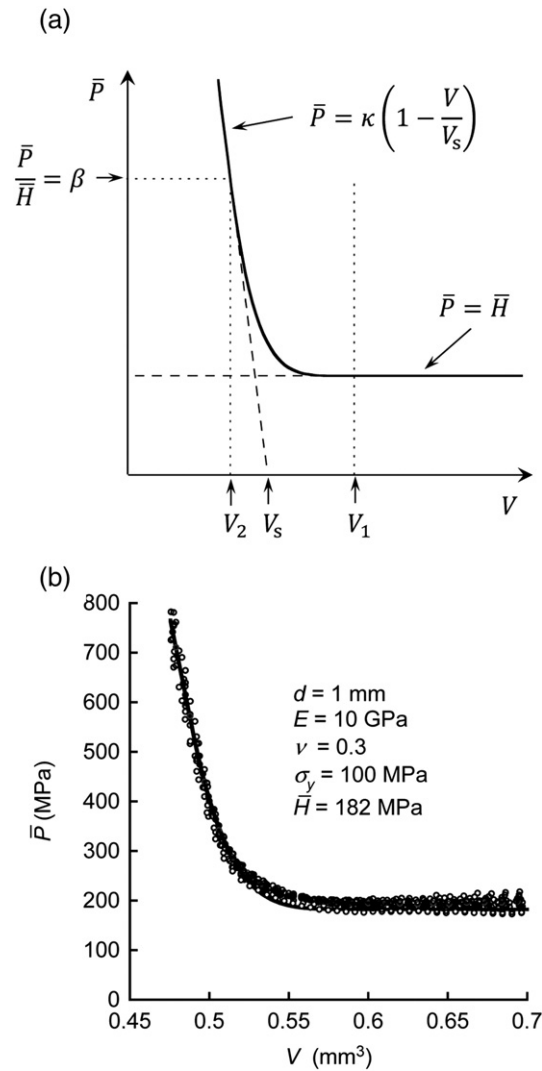 (a)
P̄
P̄ = κ(1 − V/Vₛ)
P̄/H̄ = β
P̄ = H̄
V₂
Vₛ
V₁
V
(b)
800
700
600
500
400
300
200
100
0
P̄ (MPa)
d = 1 mm
E = 10 GPa
ν = 0.3
σ_y = 100 MPa
H̄ = 182 MPa
0.45 0.5 0.55 0.6 0.65 0.7
V (mm³)